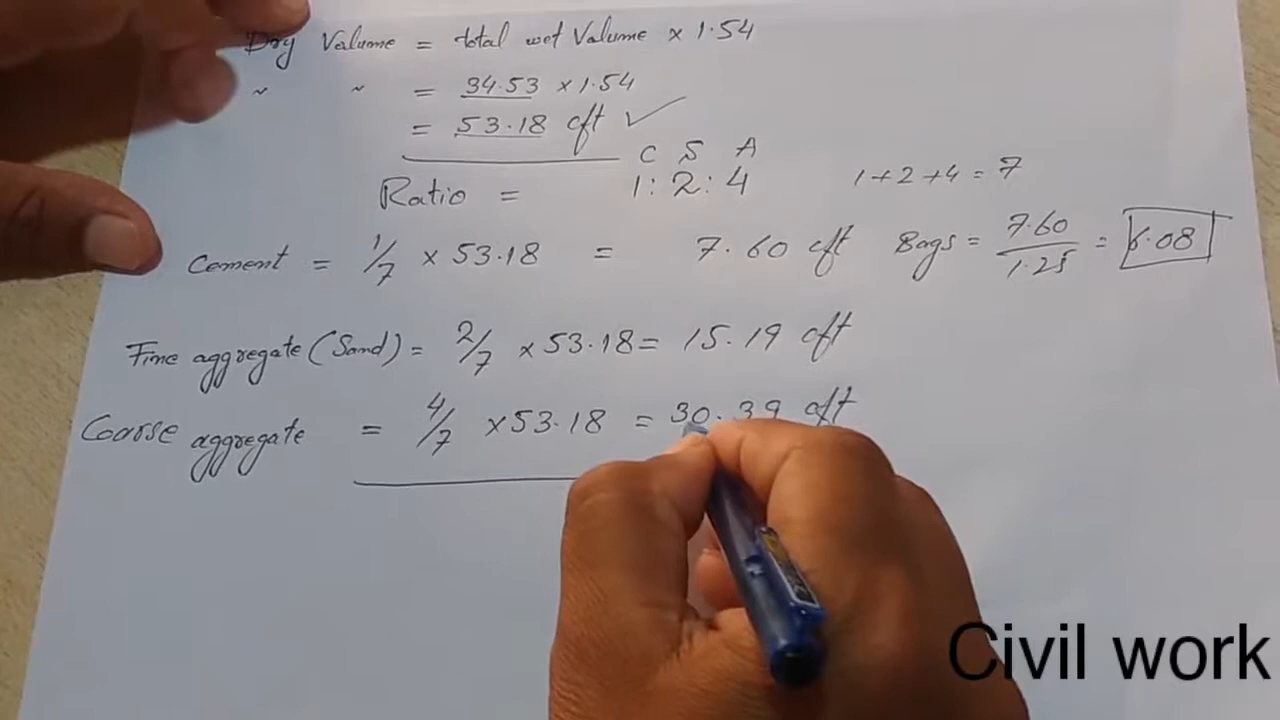 Dry Volume = total wet Volume × 1.54
" " = 34.53 × 1.54
= 53.18 cft ✓
C S A
Ratio = 1:2:4 1+2+4=7
Cement = 1/7 × 53.18 = 7.60 cft Bags = 7.60/1.25 = 6.08
Fine aggregate (Sand) = 2/7 × 53.18 = 15.19 cft
Coarse aggregate = 4/7 × 53.18 = 30.39 cft
Civil work